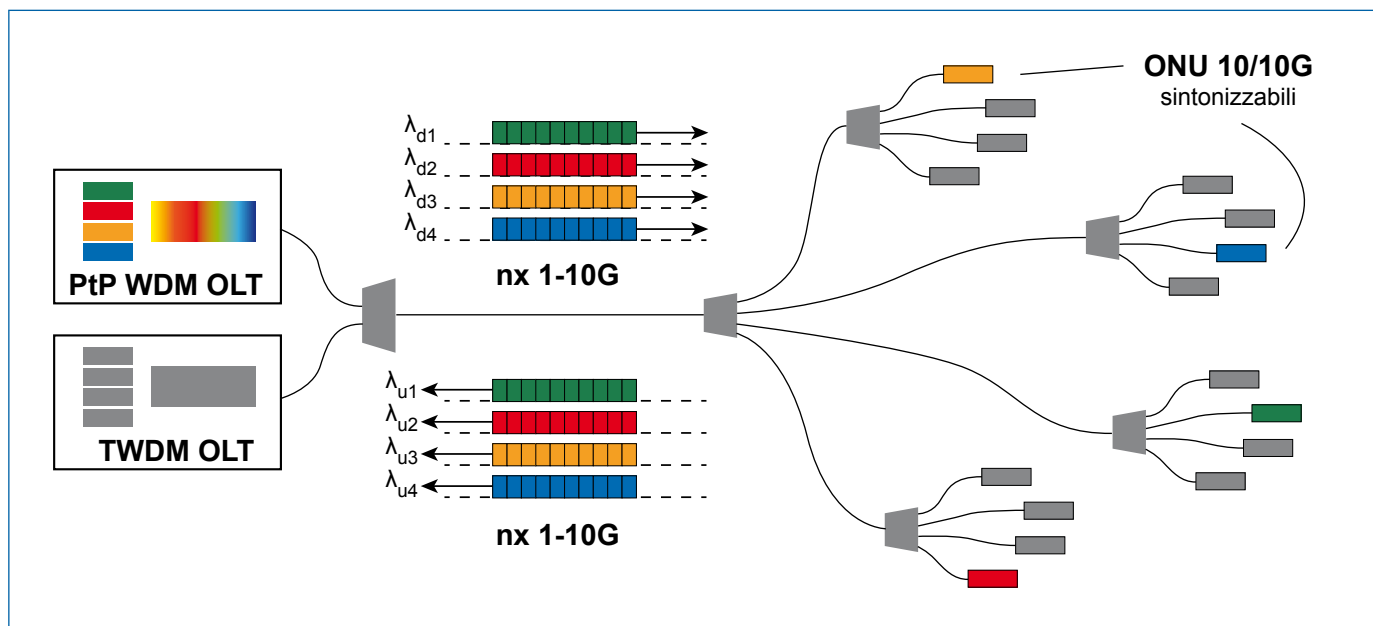 ONU 10/10G
sintonizzabili
λd1
λd2
λd3
λd4
nx 1-10G
PtP WDM OLT
TWDM OLT
λu1
λu2
λu3
λu4
nx 1-10G